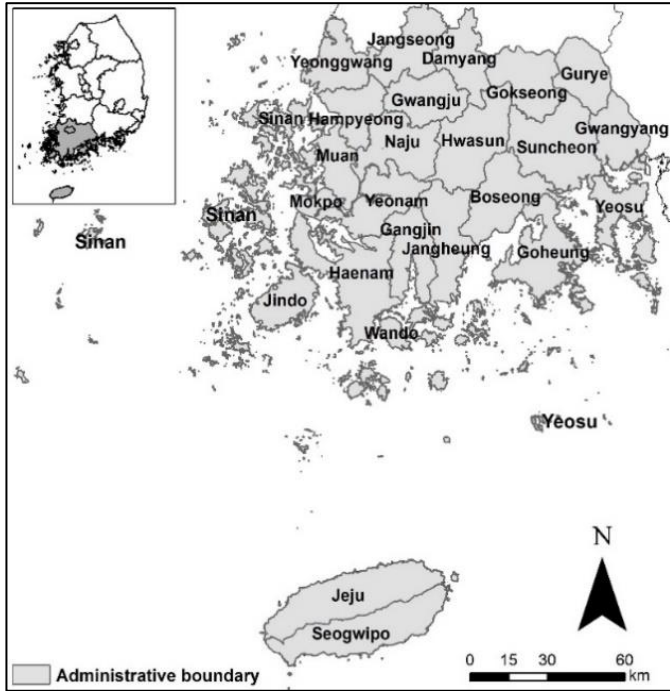 Jangseong
Yeonggwang
Damyang
Gurye
Gwangju
Gokseong
Sinan Hampyeong
Gwangyang
Naju
Hwasun
Suncheon
Muan
Mokpo
Yeonam
Boseong
Yeosu
Sinan
Sinan
Gangjin
Jangheung
Goheung
Haenam
Jindo
Wando
Yeosu
N
Jeju
Seogwipo
Administrative boundary
0 15 30 60
km